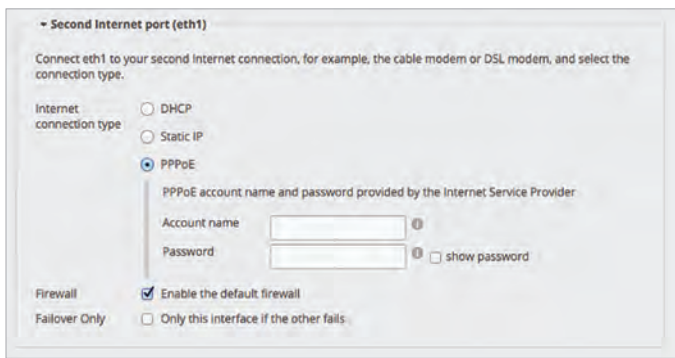 Second Internet port (eth1)
Connect eth1 to your second Internet connection, for example, the cable modem or DSL modem, and select the
connection type.
Internet
connection type
DHCP
Static IP
PPPoE
PPPoE account name and password provided by the Internet Service Provider
Account name
Password
show password
Firewall
Enable the default firewall
Failover Only
Only this interface if the other fails